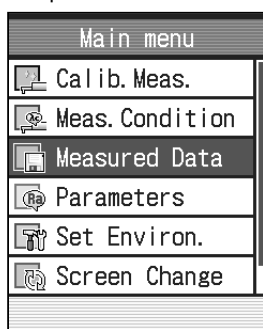 Main menu
Calib. Meas.
Meas. Condition
Measured Data
Parameters
Set Environ.
Screen Change